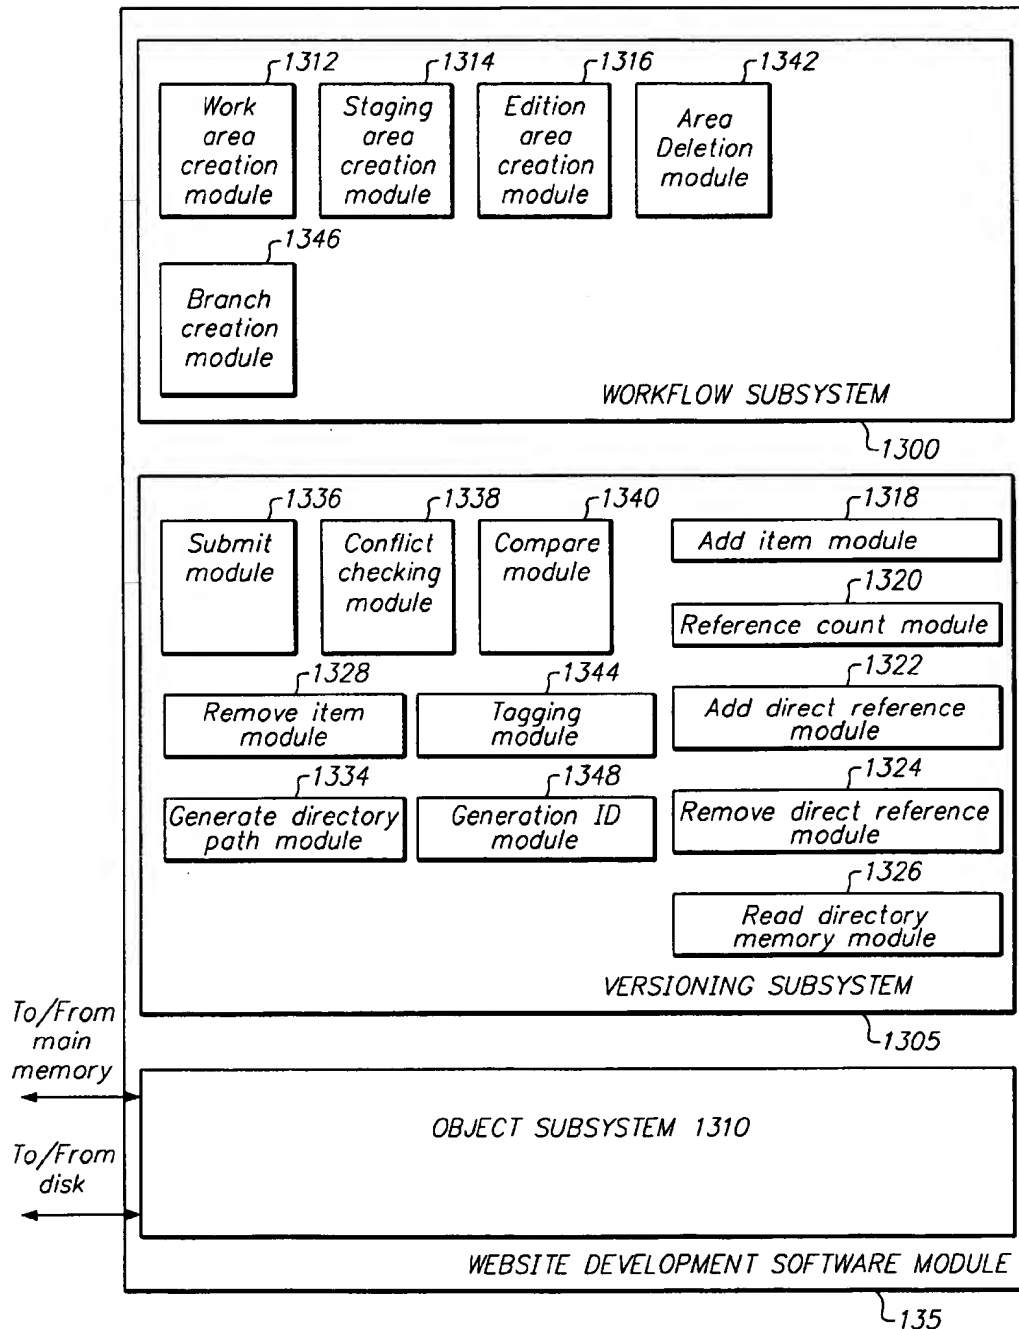 1312
1314
1316
1342
Work
area
creation
module
Staging
area
creation
module
Edition
area
creation
module
Area
Deletion
module
1346
Branch
creation
module
WORKFLOW SUBSYSTEM
1300
1336
1338
1340
1318
Submit
module
Conflict
checking
module
Compare
module
Add item module
1320
Reference count module
1328
1344
1322
Remove item
module
Tagging
module
Add direct reference
module
1334
1348
1324
Generate directory
path module
Generation ID
module
Remove direct reference
module
1326
Read directory
memory module
VERSIONING SUBSYSTEM
1305
To/From
main
memory
OBJECT SUBSYSTEM 1310
To/From
disk
WEBSITE DEVELOPMENT SOFTWARE MODULE
135